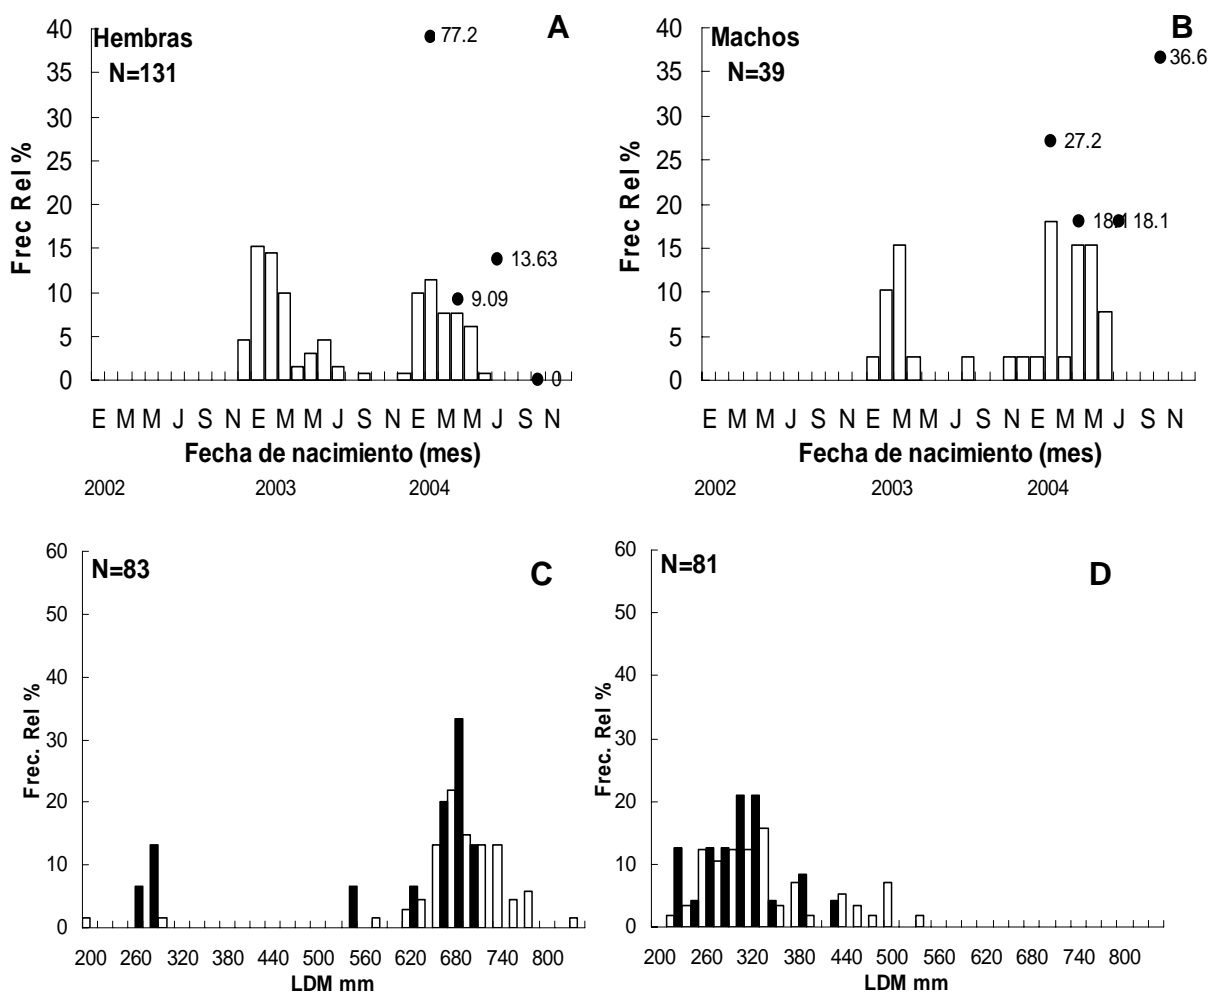 Hembras
N=131
A
77.2
13.63
9.09
0
40
35
30
25
20
15
10
5
0
Frec Rel %
E M M J S N E M M J S N E M M J S N
Fecha de nacimiento (mes)
2002 2003 2004
Machos
N=39
B
36.6
27.2
18.1 18.1
40
35
30
25
20
15
10
5
0
Frec Rel %
E M M J S N E M M J S N E M M J S N
Fecha de nacimiento (mes)
2002 2003 2004
N=83
C
60
50
40
30
20
10
0
Frec. Rel %
200 260 320 380 440 500 560 620 680 740 800
LDM mm
N=81
D
60
50
40
30
20
10
0
Frec. Rel %
200 260 320 380 440 500 560 620 680 740 800
LDM mm